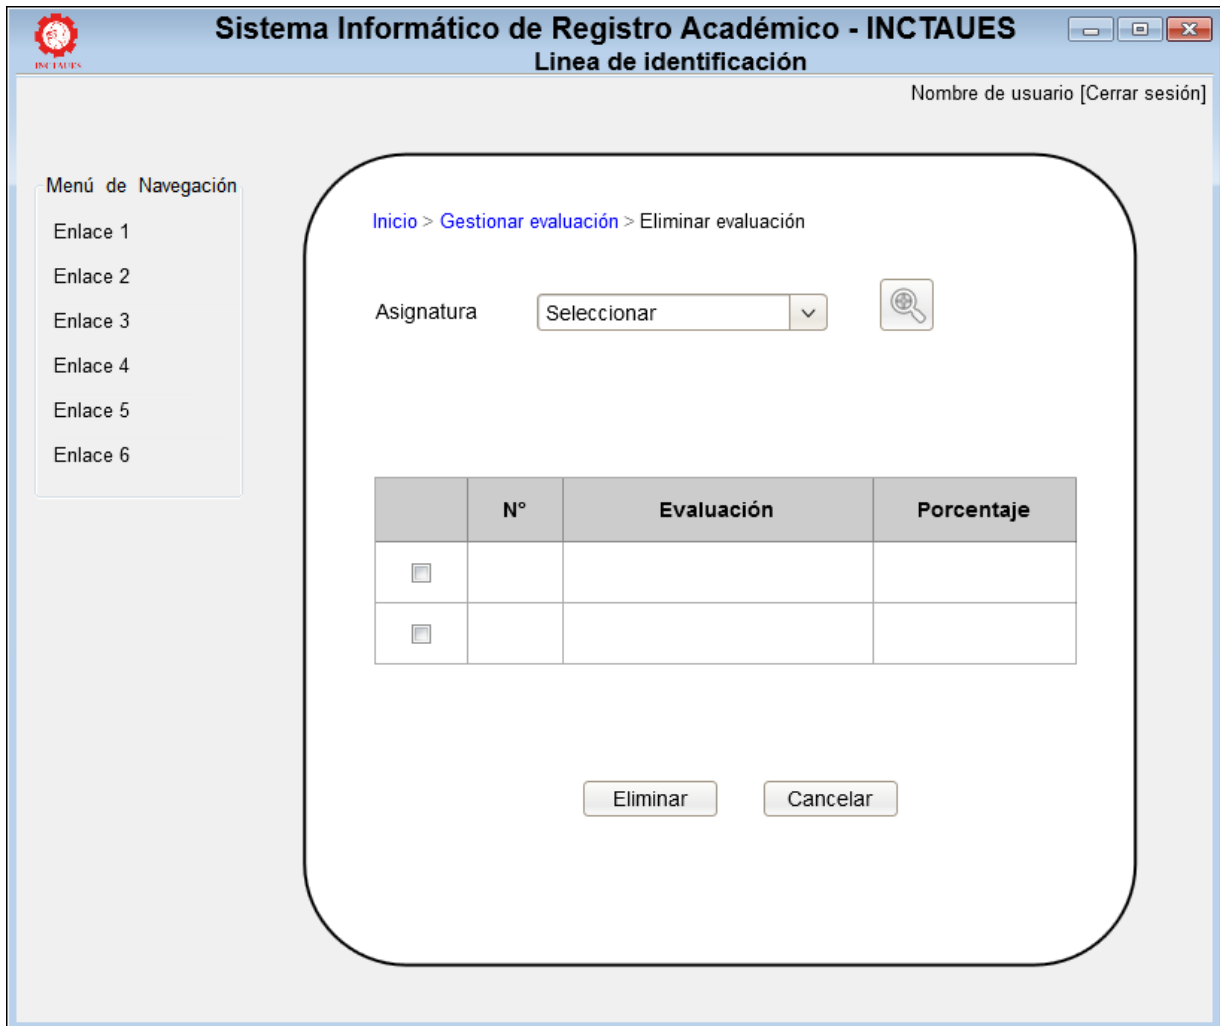 Sistema Informático de Registro Académico - INCTAUES
Linea de identificación
INCTAUES
Nombre de usuario [Cerrar sesión]
Menú de Navegación
Enlace 1
Enlace 2
Enlace 3
Enlace 4
Enlace 5
Enlace 6
Inicio > Gestionar evaluación > Eliminar evaluación
Asignatura Seleccionar
N° Evaluación Porcentaje
Eliminar Cancelar